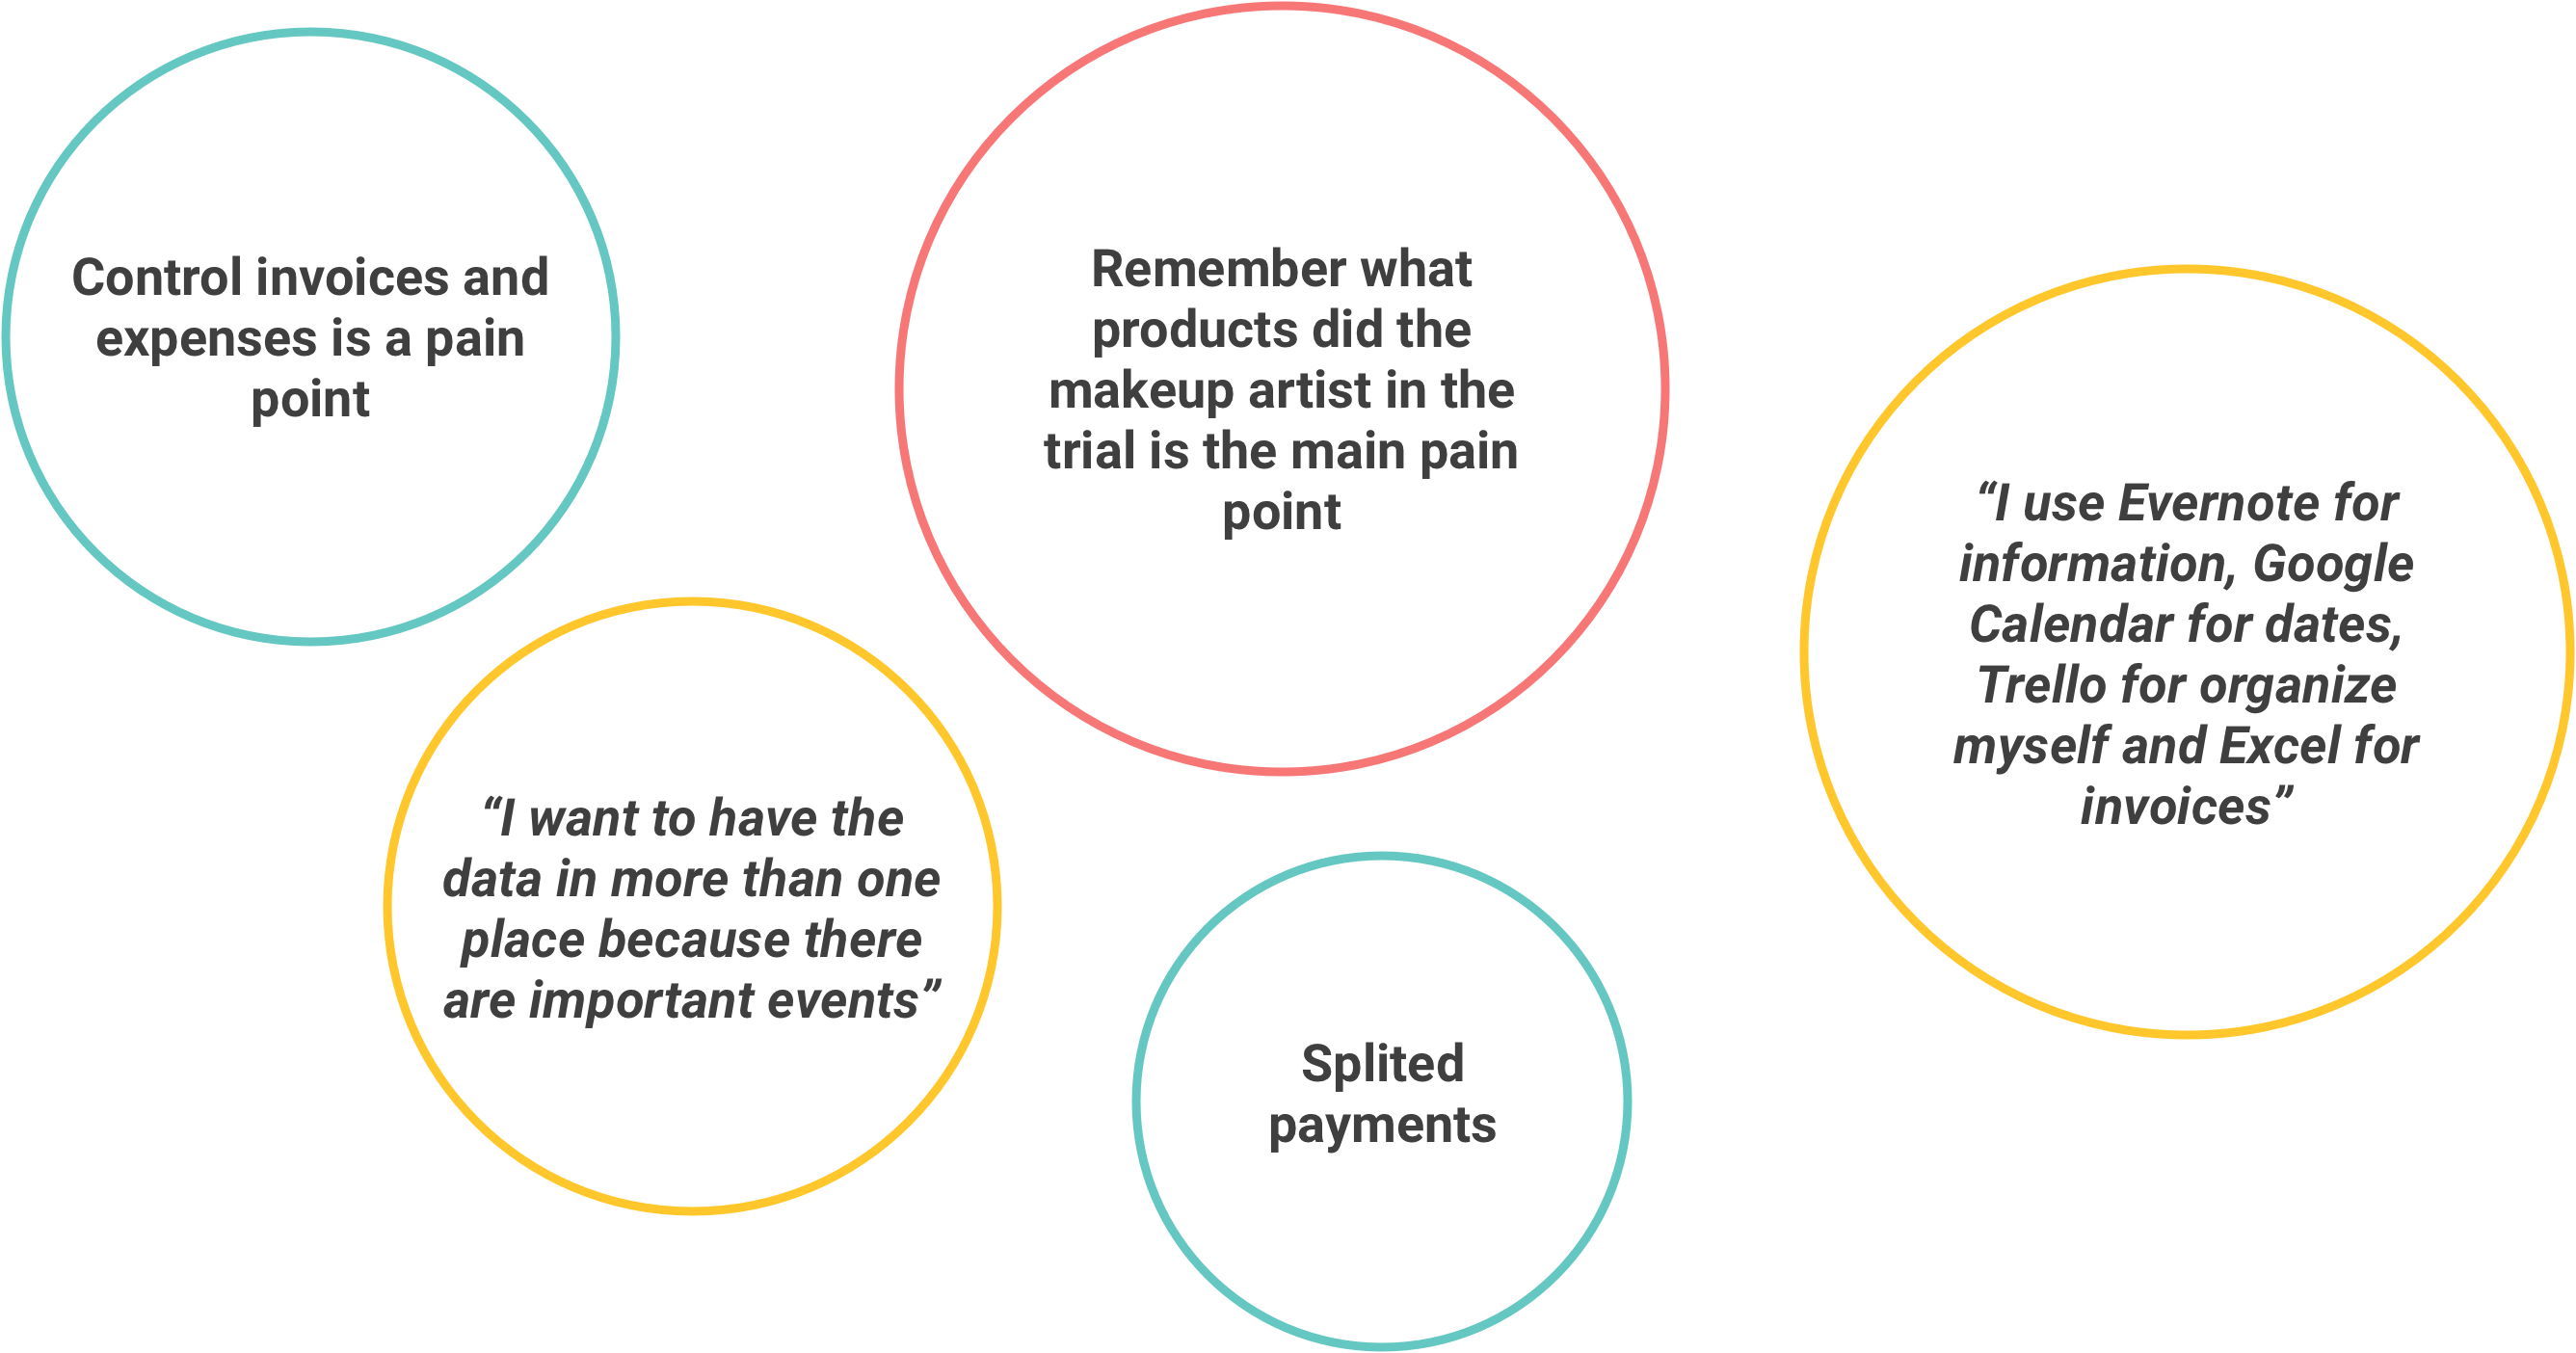 Control invoices and
expenses is a pain
point
Remember what
products did the
makeup artist in the
trial is the main pain
point
“I use Evernote for
information, Google
Calendar for dates,
Trello for organize
myself and Excel for
invoices”
“I want to have the
data in more than one
place because there
are important events”
Splited
payments